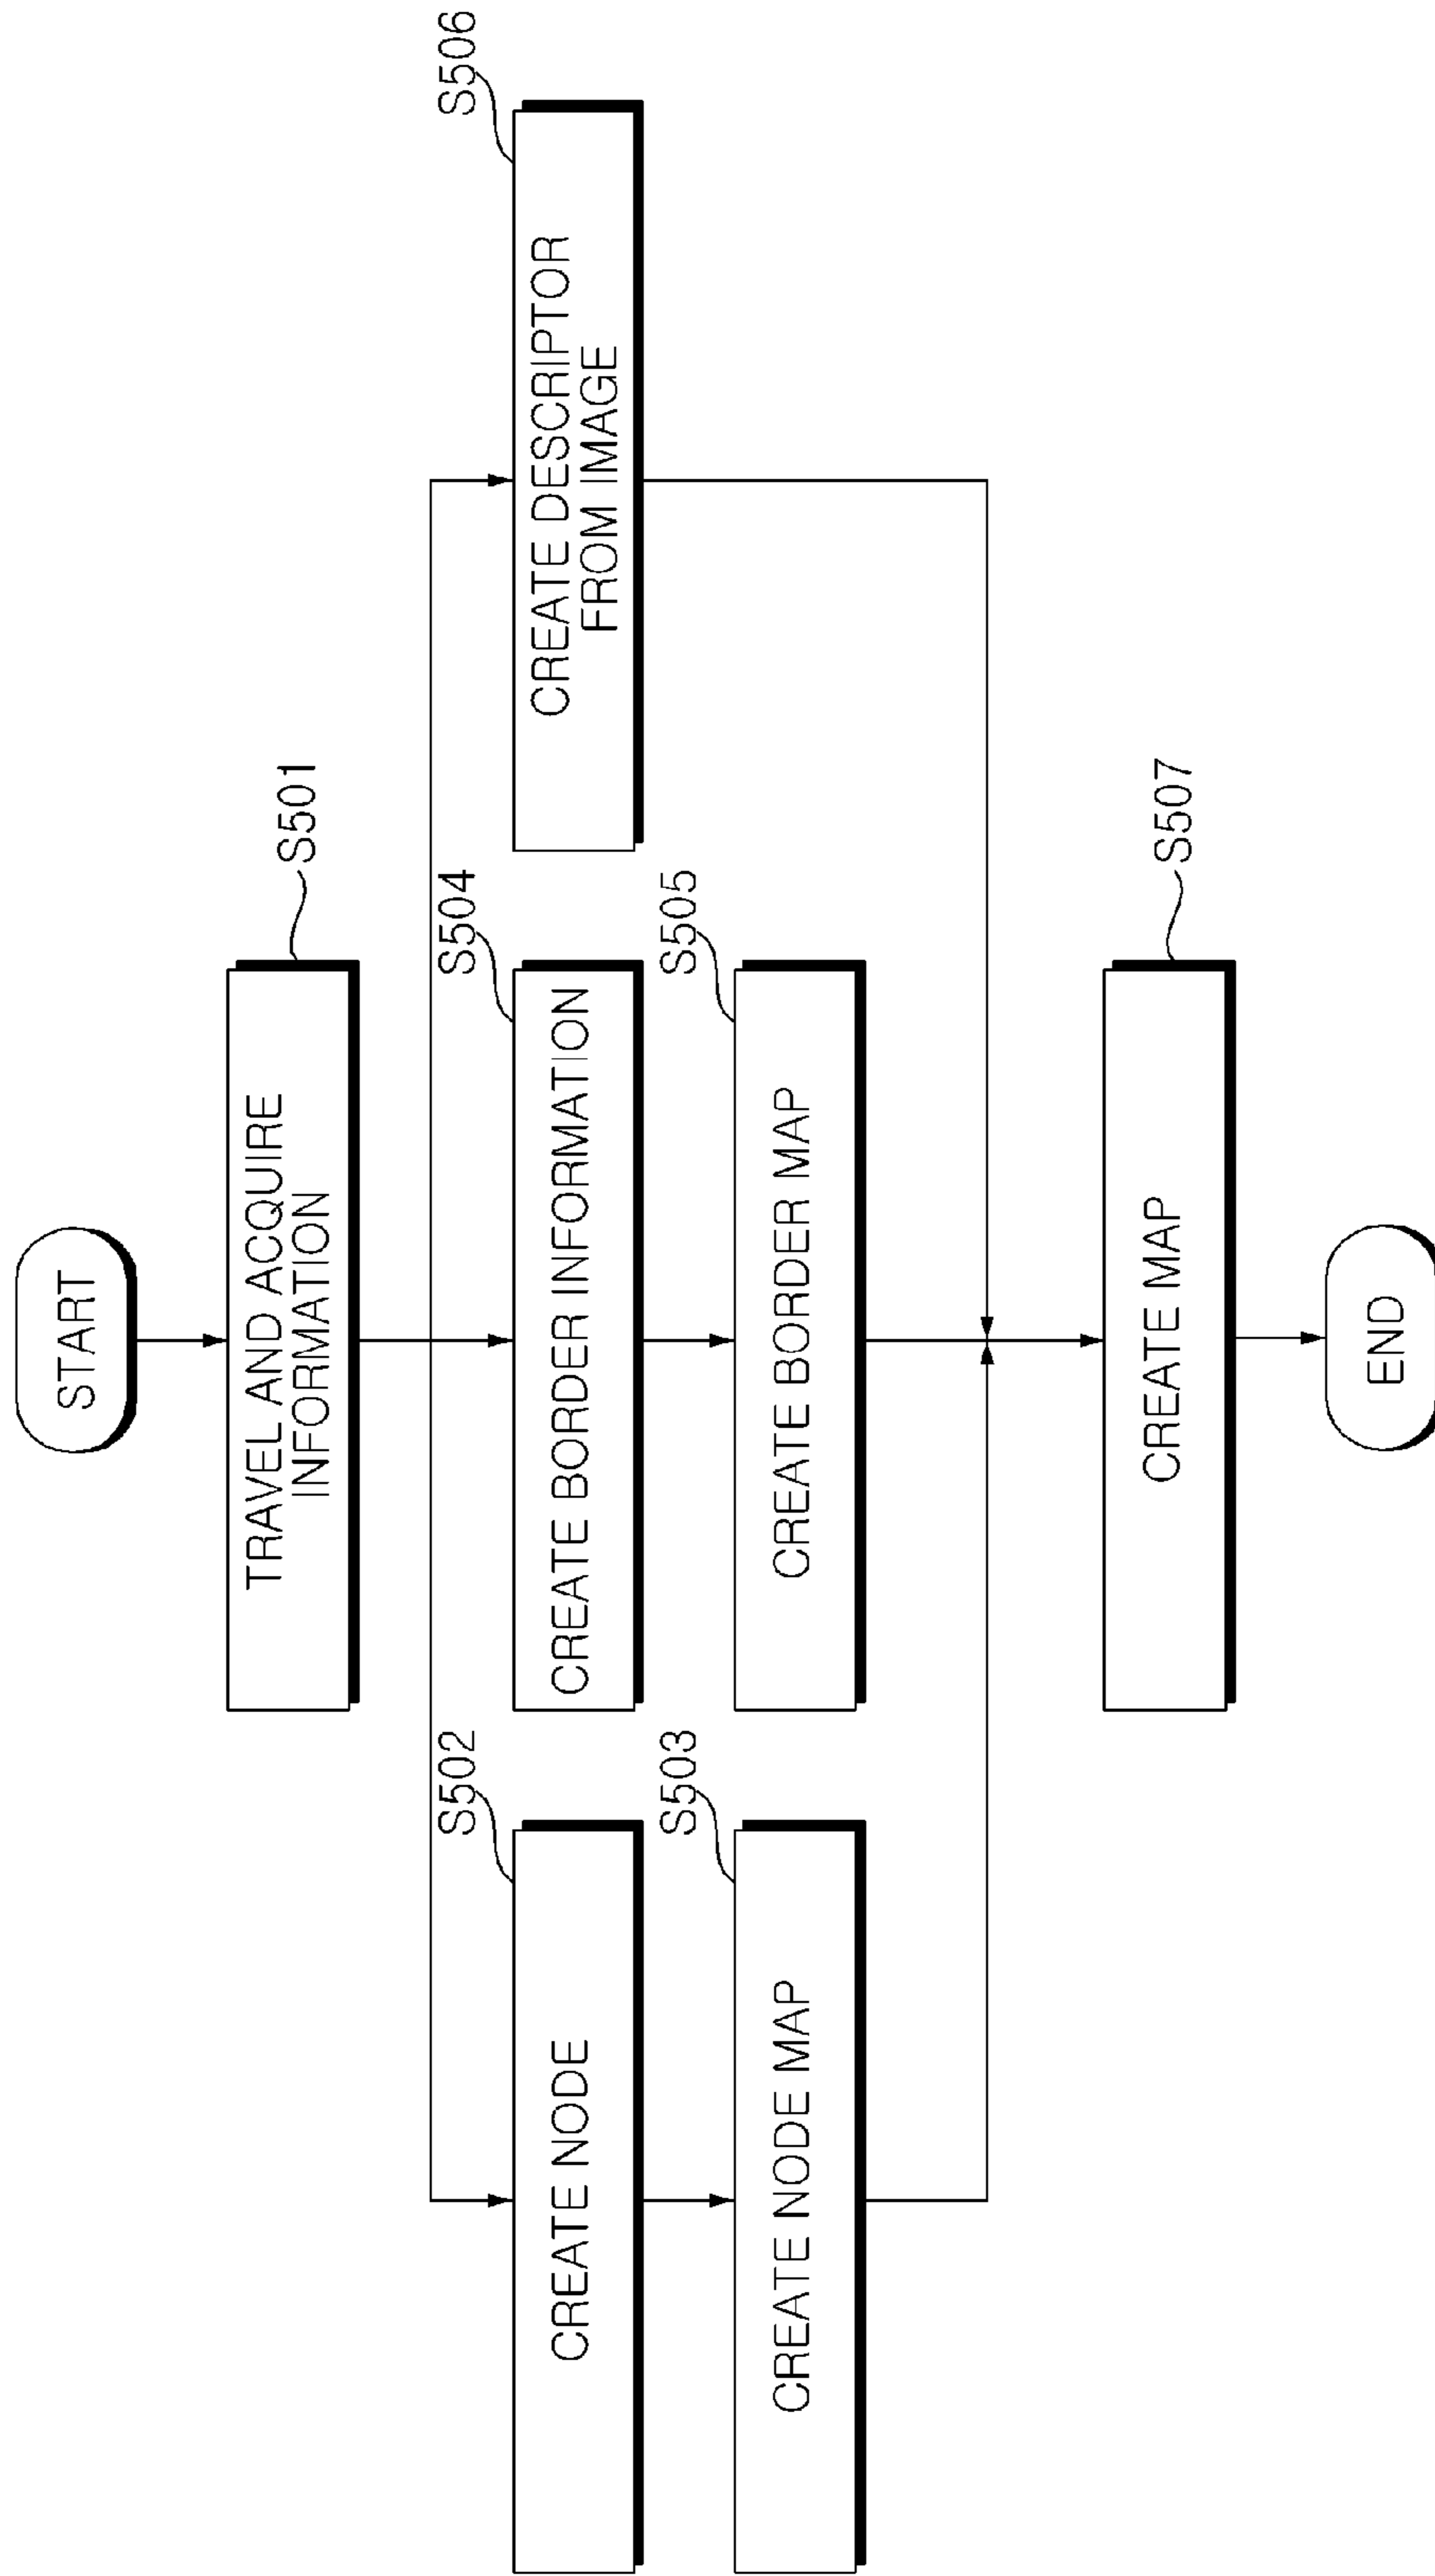 START
TRAVEL AND ACQUIRE
INFORMATION
S501
CREATE NODE
S502
CREATE BORDER INFORMATION
S504
CREATE DESCRIPTOR
FROM IMAGE
S506
CREATE NODE MAP
S503
CREATE BORDER MAP
S505
CREATE MAP
S507
END